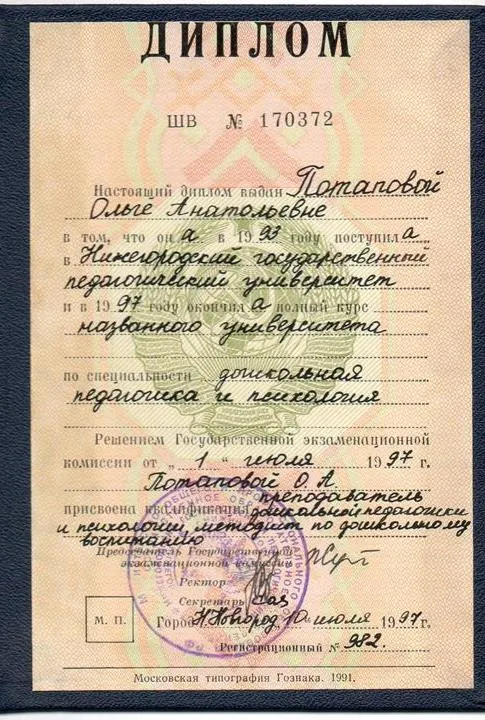 ДИПЛОМ
ШВ № 170372
Настоящий диплом выдан Потаповой
Ольге Анатольевне
в том, что он а в 1993 году поступил а
в Нижегородский государственный
педагогический университет
и в 1997 году окончил а полный курс
названного университета
по специальности дошкольная
педагогика и психология
Решением Государственной экзаменационной
комиссии от „ 1 " июля 1997 г.
Потаповой О. А.
присвоена квалификация преподаватель
дошкольной педагогики
и психологии, методист по дошкольному
воспитанию
Председатель Государственной
экзаменационной комиссии
Ректор
Секретарь
М. П.
Город Н.Новгород, 10 июля 1997 г.
Регистрационный № 982.
Московская типография Гознака. 1991.